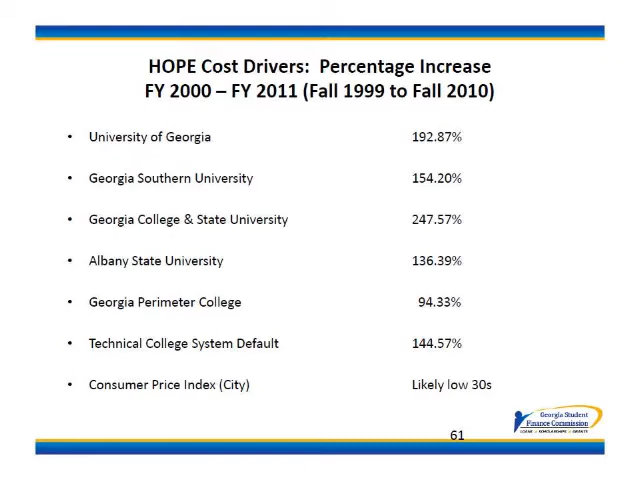 HOPE Cost Drivers: Percentage Increase
FY 2000 – FY 2011 (Fall 1999 to Fall 2010)
• University of Georgia 192.87%
• Georgia Southern University 154.20%
• Georgia College & State University 247.57%
• Albany State University 136.39%
• Georgia Perimeter College 94.33%
• Technical College System Default 144.57%
• Consumer Price Index (City) Likely low 30s
Georgia Student
Finance Commission
LOANS • SCHOLARSHIPS • GRANTS
61